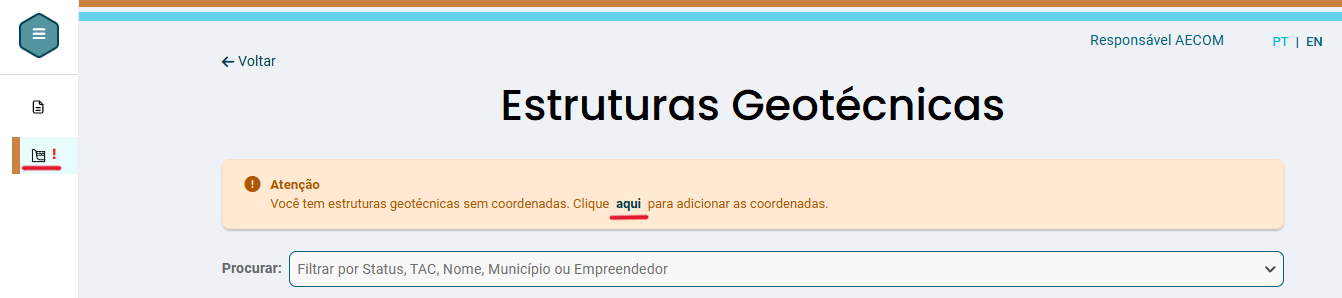 Responsável AECOM
PT | EN
Voltar
Estruturas Geotécnicas
!
Atenção
Você tem estruturas geotécnicas sem coordenadas. Clique aqui para adicionar as coordenadas.
Procurar: Filtrar por Status, TAC, Nome, Município ou Empreendedor